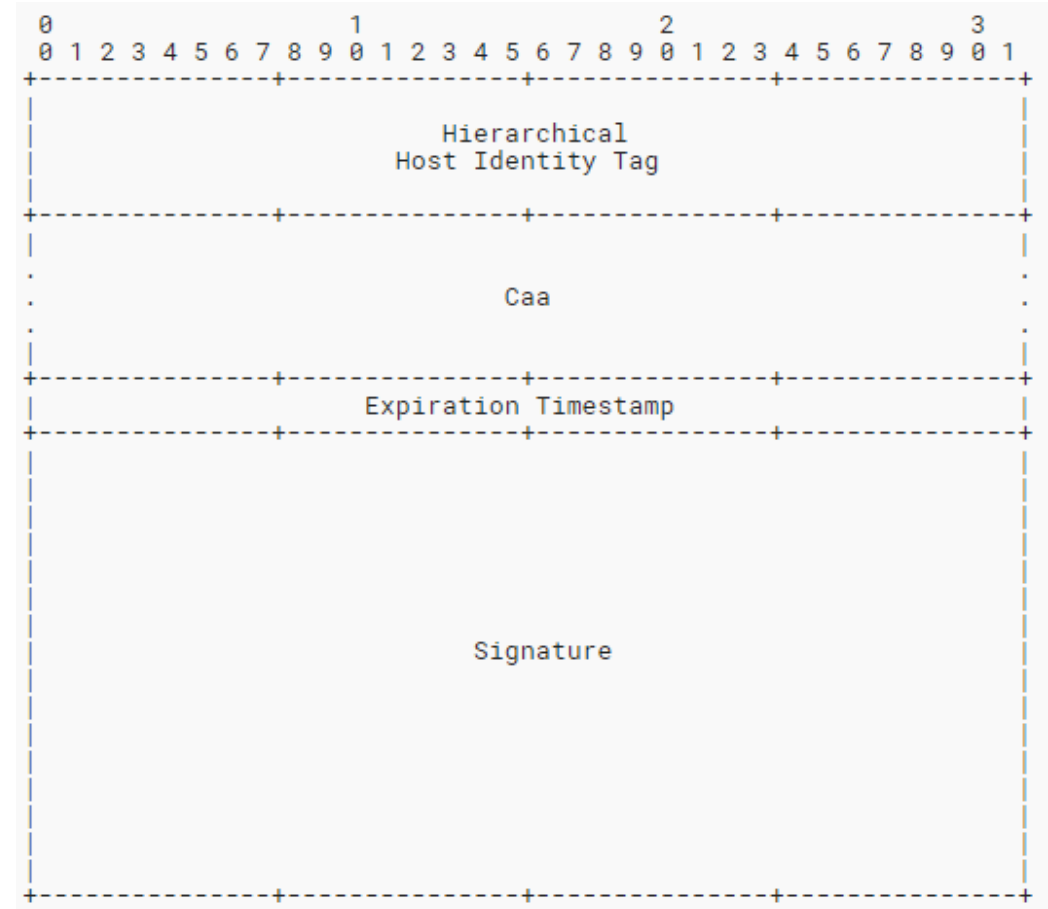 0                   1                   2                   3
0 1 2 3 4 5 6 7 8 9 0 1 2 3 4 5 6 7 8 9 0 1 2 3 4 5 6 7 8 9 0 1
Hierarchical
Host Identity Tag
Caa
Expiration Timestamp
Signature